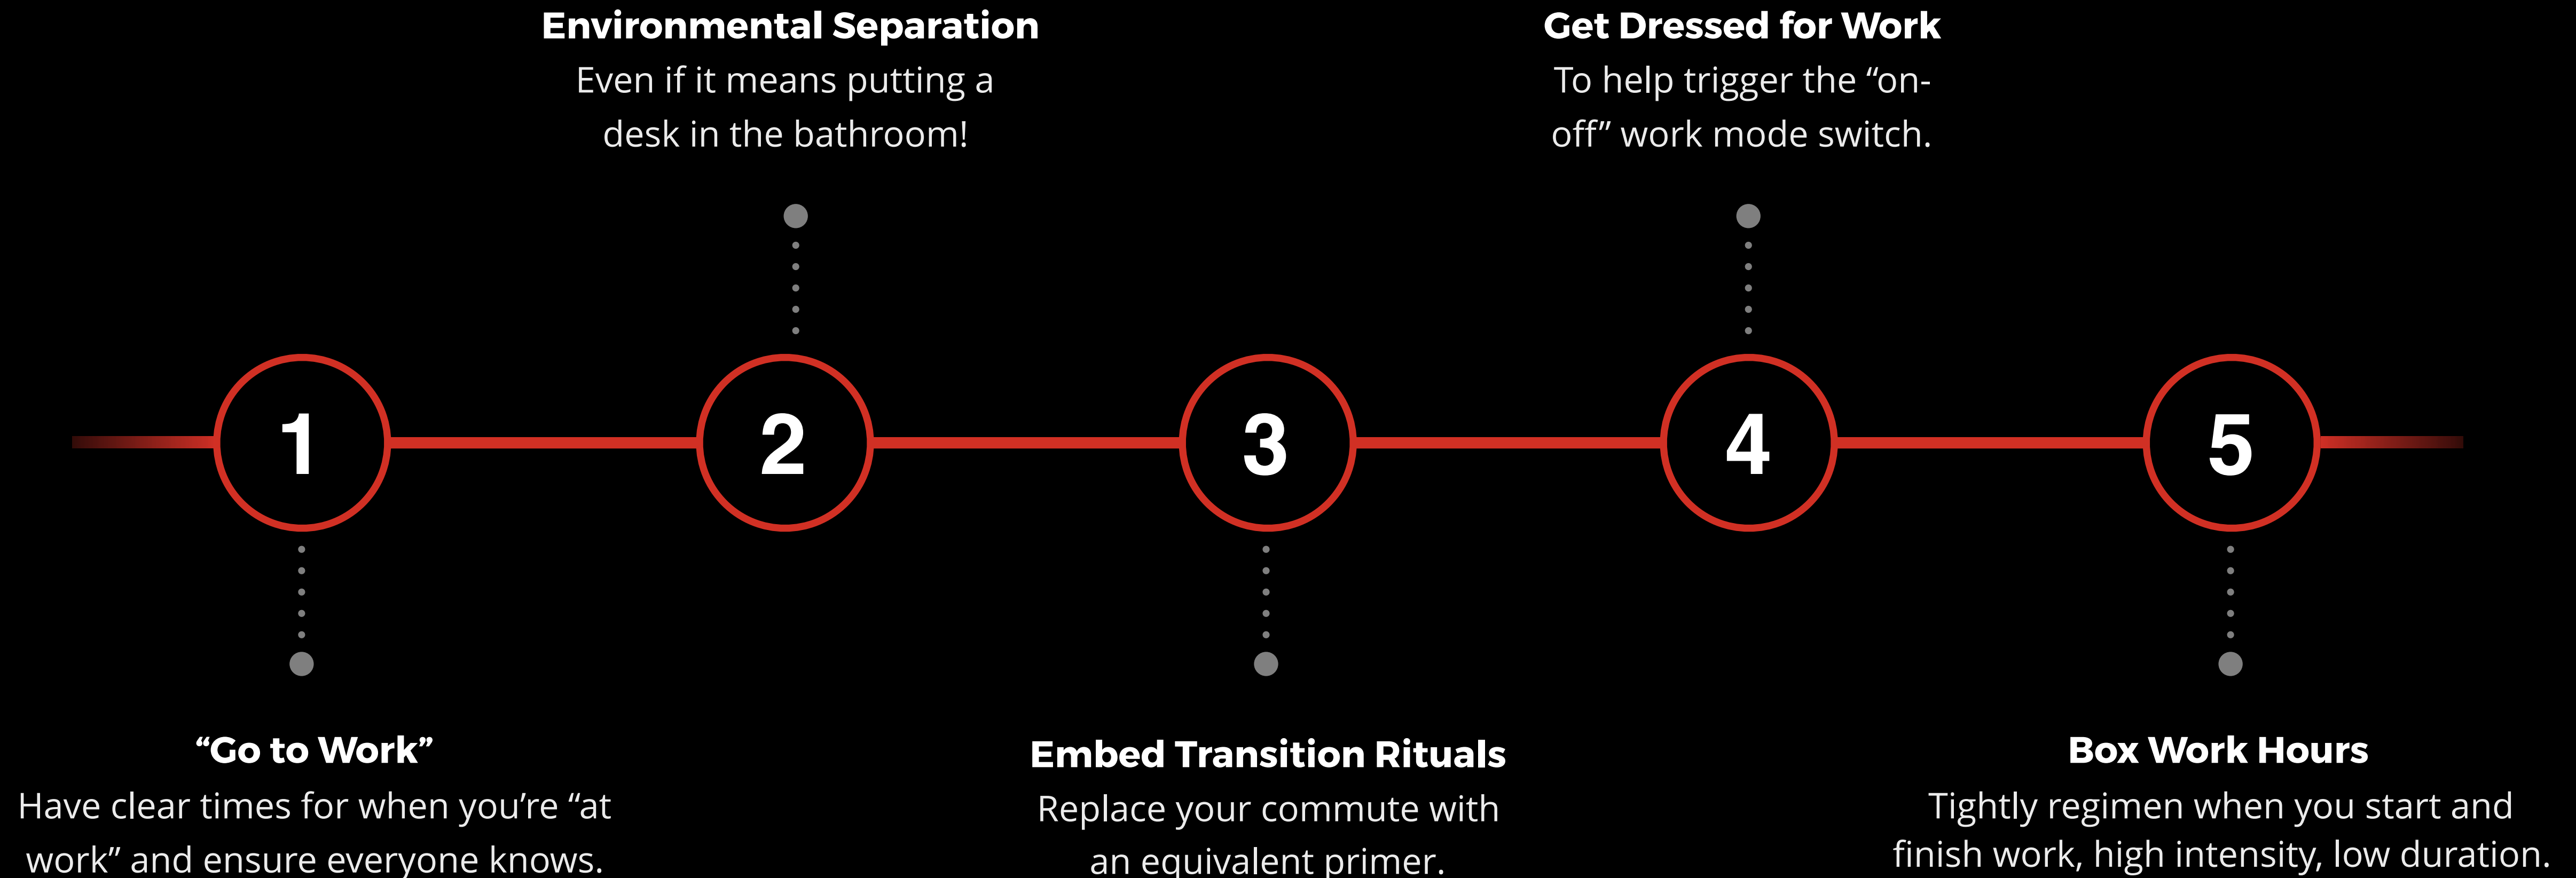 Environmental Separation
Even if it means putting a
desk in the bathroom!
Get Dressed for Work
To help trigger the “on-
off” work mode switch.
1
2
3
4
5
“Go to Work”
Have clear times for when you’re “at
work” and ensure everyone knows.
Embed Transition Rituals
Replace your commute with
an equivalent primer.
Box Work Hours
Tightly regimen when you start and
finish work, high intensity, low duration.